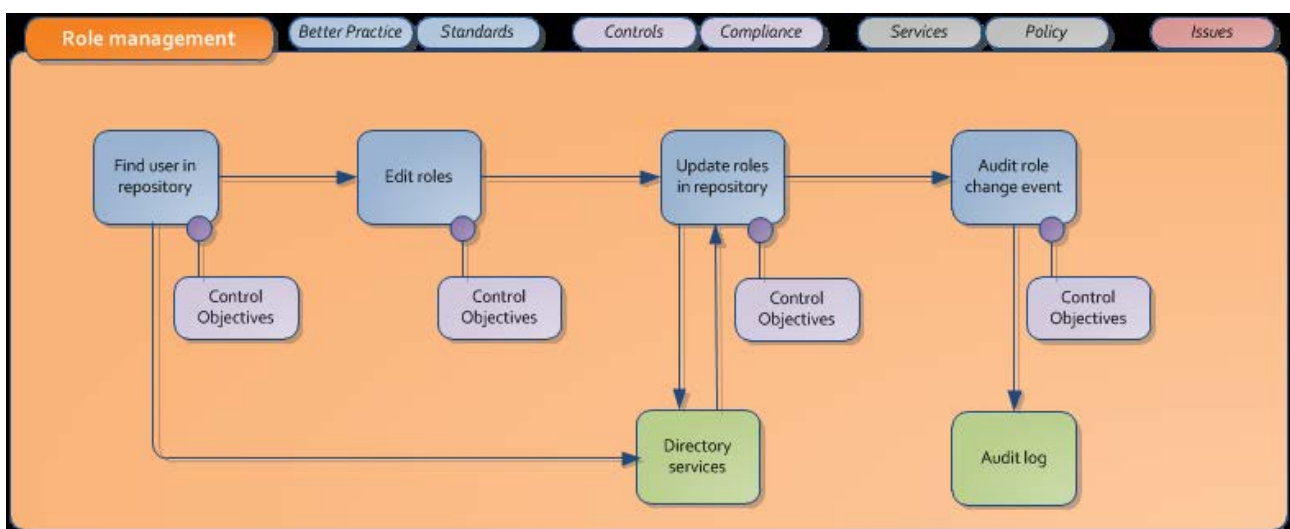 Role management
Better Practice
Standards
Controls
Compliance
Services
Policy
Issues
Find user in
repository
Edit roles
Update roles
in repository
Audit role
change event
Control
Objectives
Control
Objectives
Control
Objectives
Control
Objectives
Directory
services
Audit log